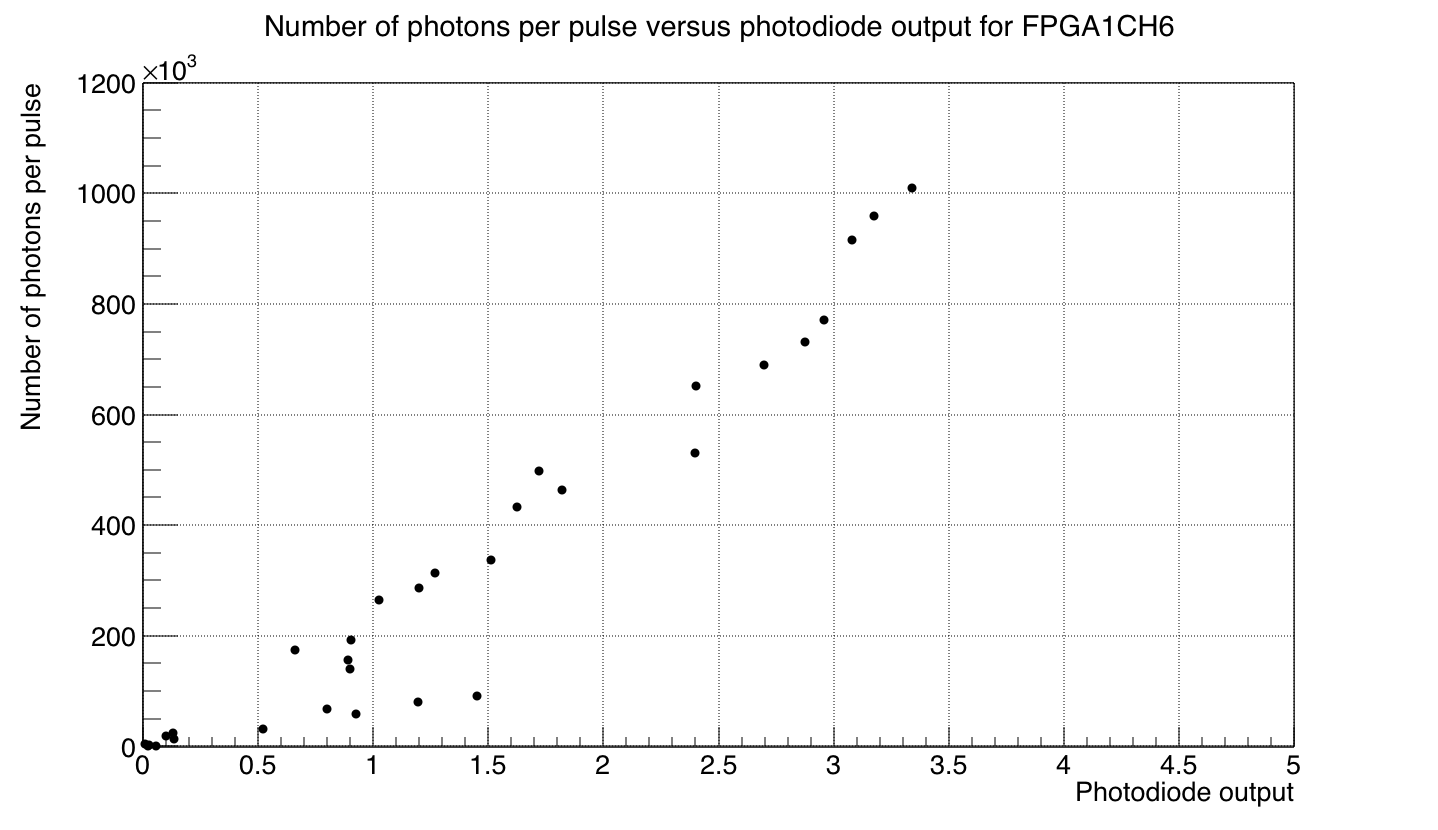 Number of photons per pulse versus photodiode output for FPGA1CH6
×10³
Number of photons per pulse
1200
1000
800
600
400
200
0
0 0.5 1 1.5 2 2.5 3 3.5 4 4.5 5
Photodiode output